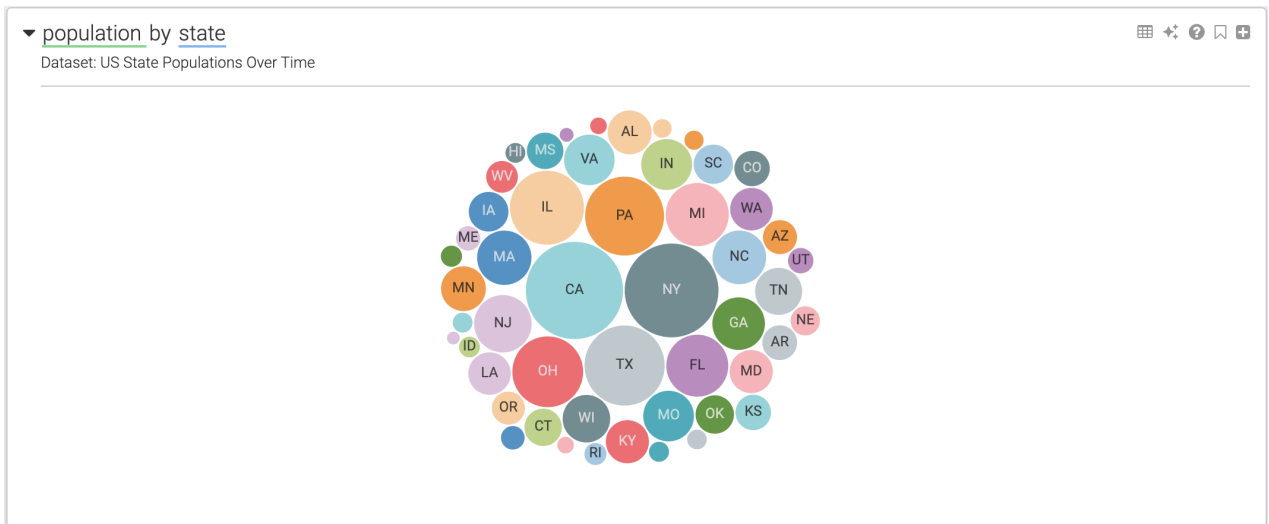 population by state
Dataset: US State Populations Over Time
AL
HI MS VA IN SC CO
WV
IA IL PA MI WA
ME AZ
MA NC UT
MN CA NY TN
NJ GA NE
ID AR
LA OH TX FL MD
OR CT WI MO OK KS
RI KY